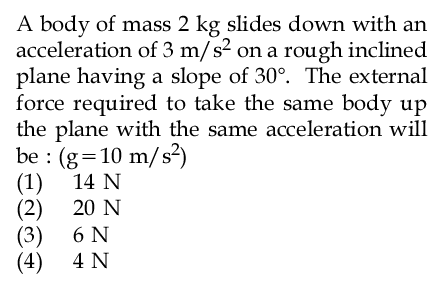 A body of mass 2 kg slides down with an
acceleration of 3 m/s² on a rough inclined
plane having a slope of 30°. The external
force required to take the same body up
the plane with the same acceleration will
be : (g=10 m/s²)
(1) 14 N
(2) 20 N
(3) 6 N
(4) 4 N